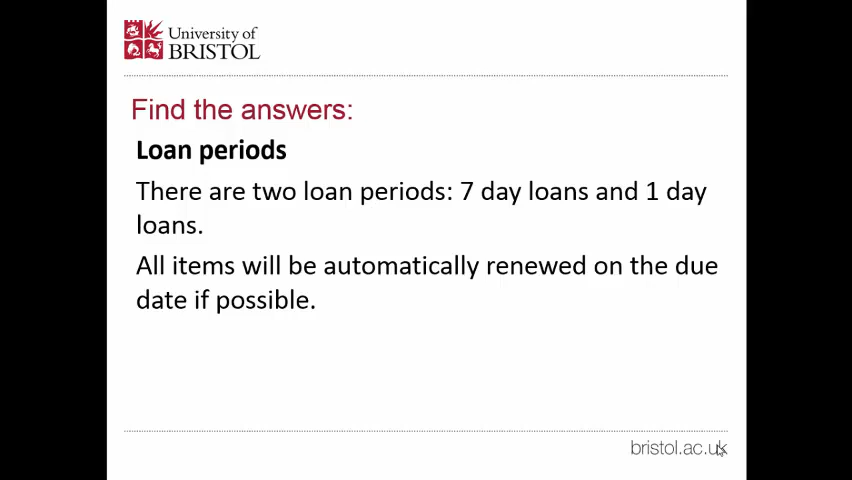 University of
BRISTOL
Find the answers:
Loan periods
There are two loan periods: 7 day loans and 1 day
loans.
All items will be automatically renewed on the due
date if possible.
bristol.ac.uk